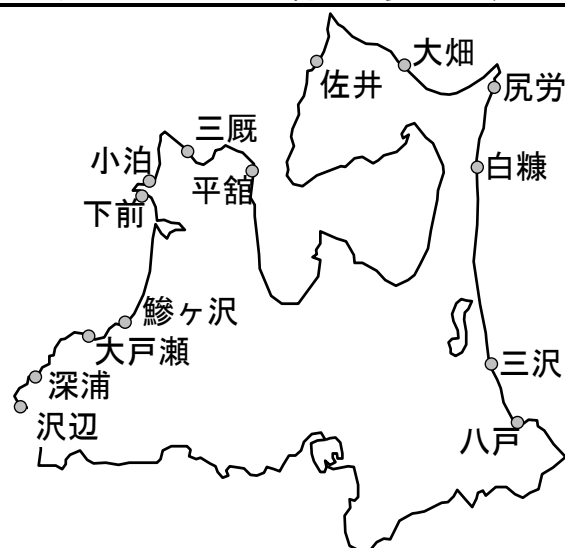 大畑
佐井
尻労
三厩
小泊
白糠
平舘
下前
鰺ヶ沢
大戸瀬
三沢
深浦
沢辺
八戸